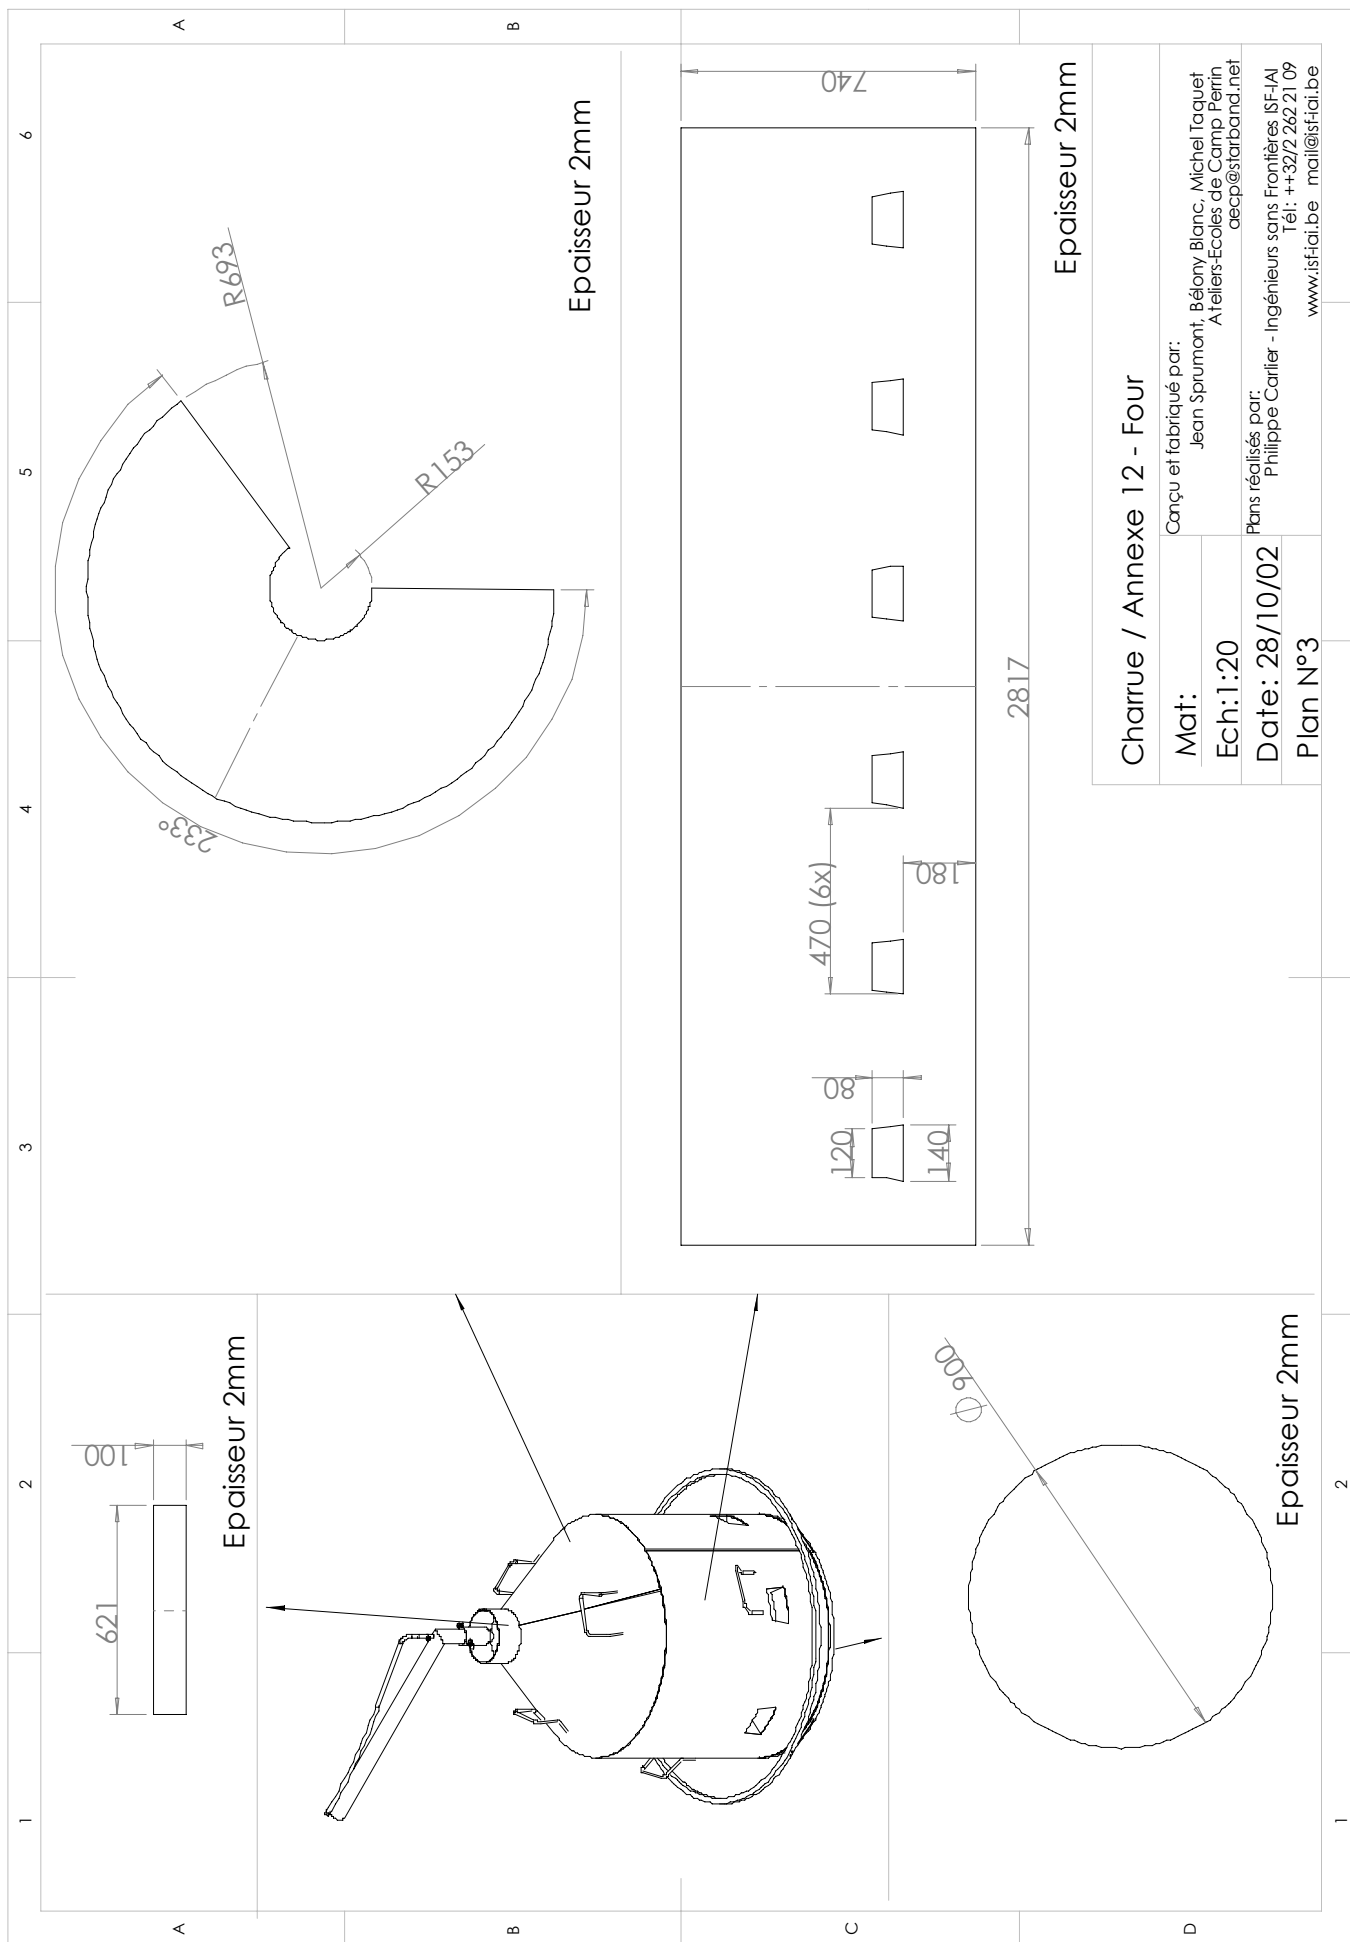 1
2
3
4
5
6
A
A
B
B
C
D
1
2
621
100
Epaisseur 2mm
R693
R153
233°
Epaisseur 2mm
740
120
80
140
470 (6x)
180
2817
Epaisseur 2mm
ϕ 900
Epaisseur 2mm
Charrue / Annexe 12 - Four
Mat:
Ech:1:20
Date: 28/10/02
Plan N°3
Conçu et fabriqué par:
Jean Sprumont, Bélony Blanc, Michel Taquet
Ateliers-Ecoles de Camp Perrin
aecp@starband.net
Plans réalisés par:
Philippe Carlier - Ingénieurs sans Frontières ISF-IAI
Tél: ++32/2 262 21 09
www.isf-iai.be mail@isf-iai.be